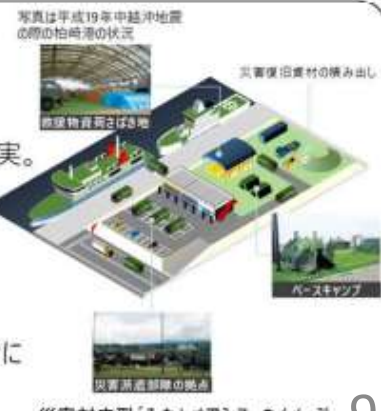 写真は平成19年中越沖地震
の際の柏崎港の状況
災害復旧資材の積み出し
救援物資荷さばき地
実。
ベースキャンプ
に
災害派遣部隊の拠点